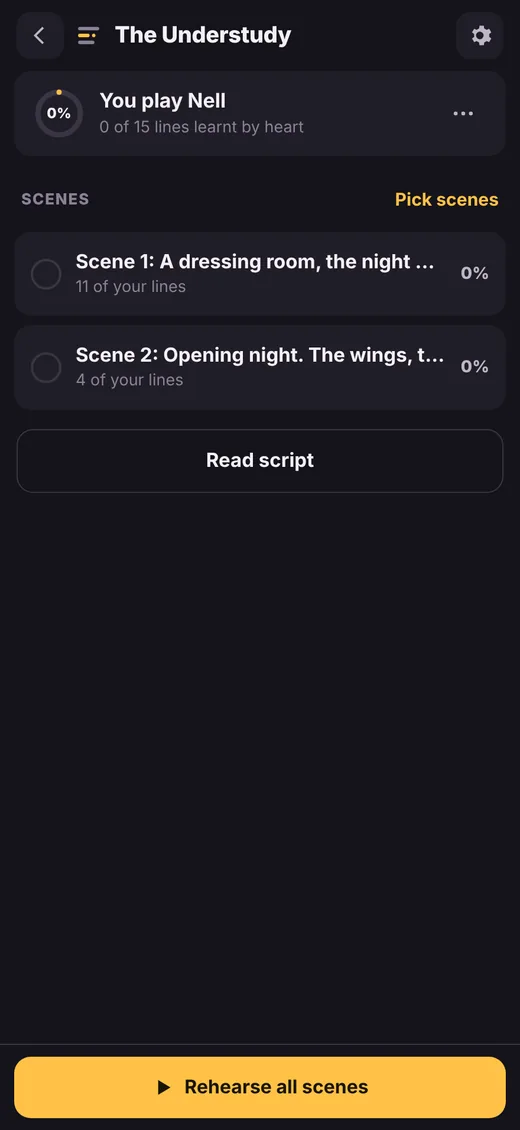 The Understudy
0%
You play Nell
0 of 15 lines learnt by heart
SCENES
Pick scenes
Scene 1: A dressing room, the night ...
11 of your lines
0%
Scene 2: Opening night. The wings, t...
4 of your lines
0%
Read script
Rehearse all scenes